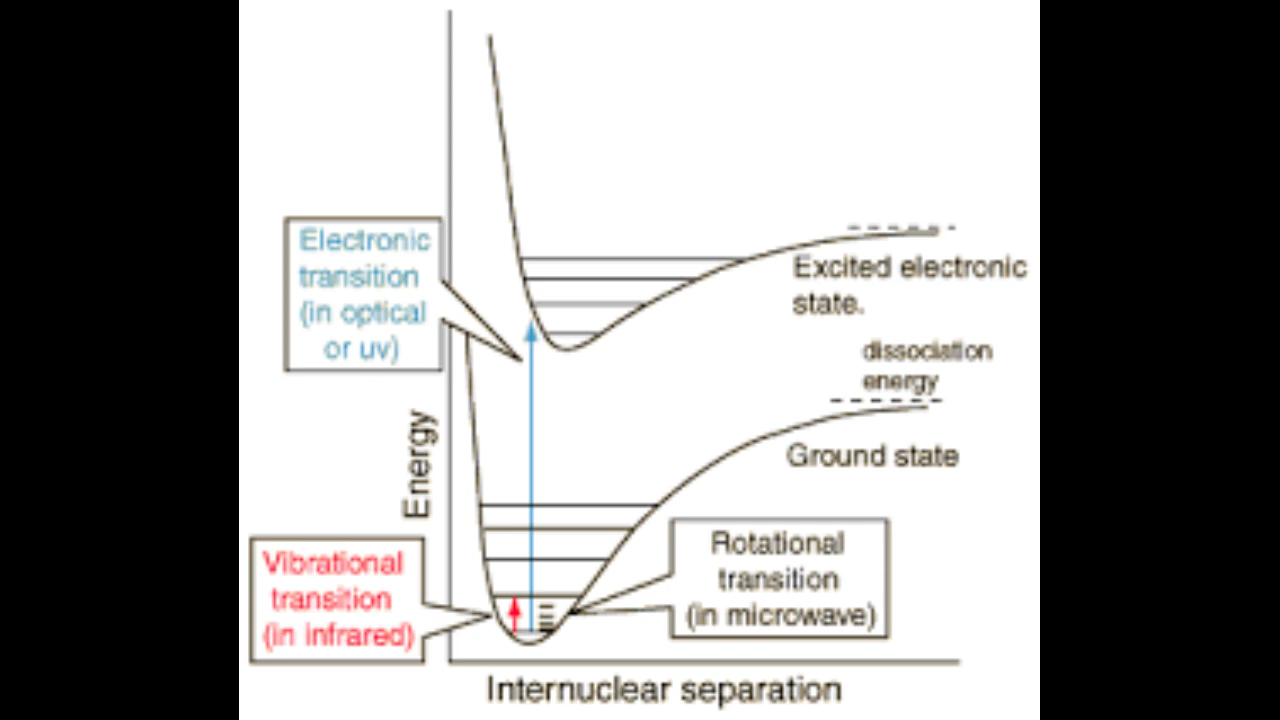 Electronic
transition
(in optical
or uv)
Excited electronic
state.
dissociation
energy
Ground state
Energy
Vibrational
transition
(in infrared)
Rotational
transition
(in microwave)
Internuclear separation